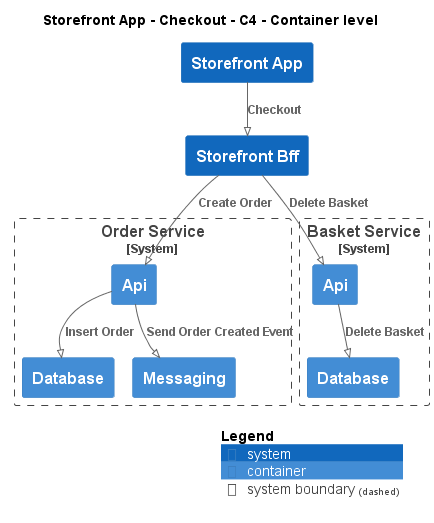 Storefront App - Checkout - C4 - Container level
Storefront App
Checkout
Storefront Bff
Create Order
Delete Basket
Order Service
[System]
Api
Insert Order
Send Order Created Event
Database
Messaging
Basket Service
[System]
Api
Delete Basket
Database
Legend
system
container
system boundary (dashed)